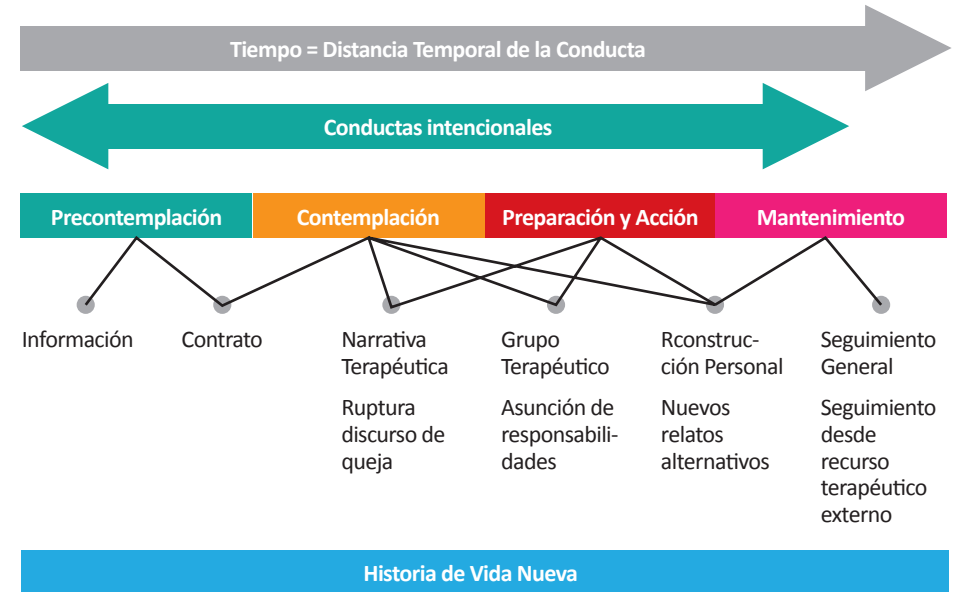 Tiempo = Distancia Temporal de la Conducta
Conductas intencionales
Precontemplación
Contemplación
Preparación y Acción
Mantenimiento
Información
Contrato
Narrativa
Terapéutica
Ruptura
discurso de
queja
Grupo
Terapéutico
Asunción de
responsabili-
dades
Rconstruc-
ción Personal
Nuevos
relatos
alternativos
Seguimiento
General
Seguimiento
desde
recurso
terapéutico
externo
Historia de Vida Nueva